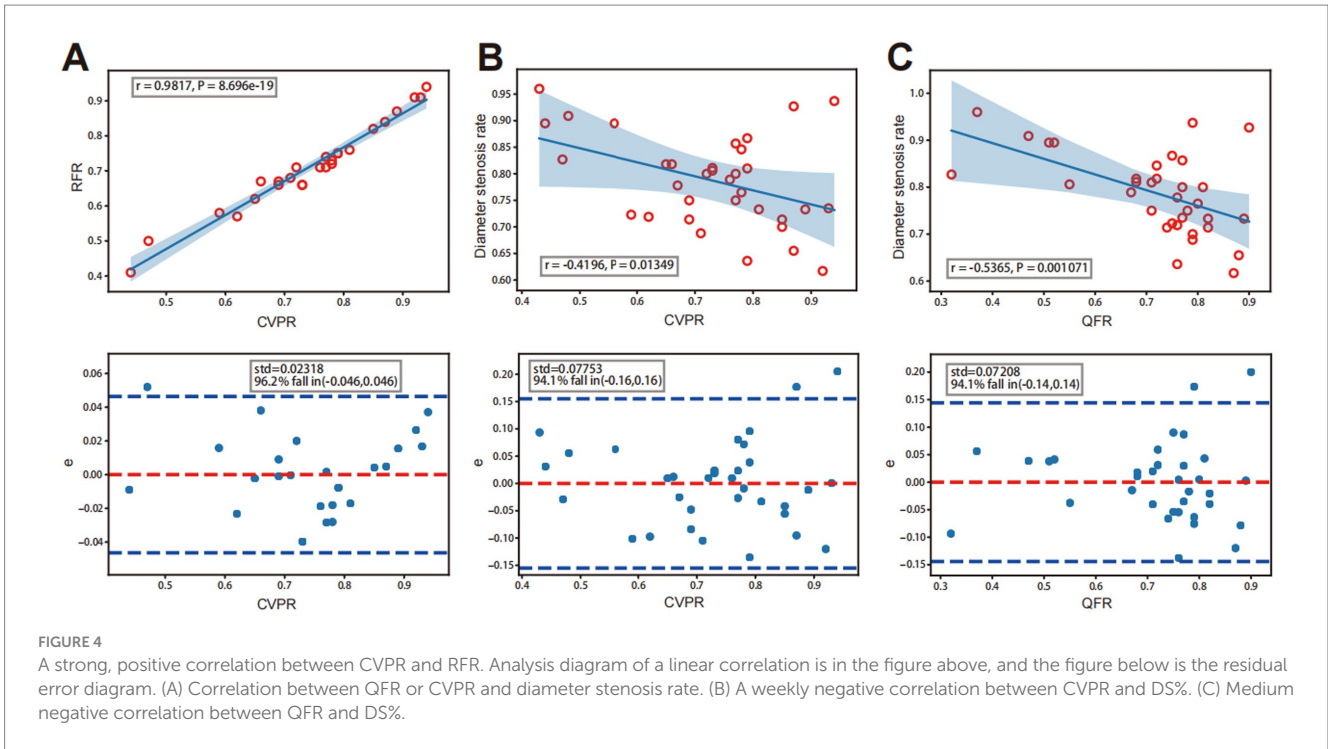 A
r = 0.9817, P = 8.696e-19
RFR
0.9
0.8
0.7
0.6
0.5
0.4
0.5 0.6 0.7 0.8 0.9
CVPR
B
r = -0.4196, P = 0.01349
Diameter stenosis rate
0.95
0.90
0.85
0.80
0.75
0.70
0.65
0.60
0.4 0.5 0.6 0.7 0.8 0.9
CVPR
C
r = -0.5365, P = 0.001071
Diameter stenosis rate
1.0
0.9
0.8
0.7
0.6
0.3 0.4 0.5 0.6 0.7 0.8 0.9
QFR
std=0.02318
96.2% fall in(-0.046,0.046)
e
0.06
0.04
0.02
0.00
−0.02
−0.04
0.5 0.6 0.7 0.8 0.9
CVPR
std=0.07753
94.1% fall in(-0.16,0.16)
e
0.20
0.15
0.10
0.05
0.00
−0.05
−0.10
−0.15
0.4 0.5 0.6 0.7 0.8 0.9
CVPR
std=0.07208
94.1% fall in(-0.14,0.14)
e
0.20
0.15
0.10
0.05
0.00
−0.05
−0.10
−0.15
0.3 0.4 0.5 0.6 0.7 0.8 0.9
QFR
FIGURE 4
A strong, positive correlation between CVPR and RFR. Analysis diagram of a linear correlation is in the figure above, and the figure below is the residual
error diagram. (A) Correlation between QFR or CVPR and diameter stenosis rate. (B) A weekly negative correlation between CVPR and DS%. (C) Medium
negative correlation between QFR and DS%.